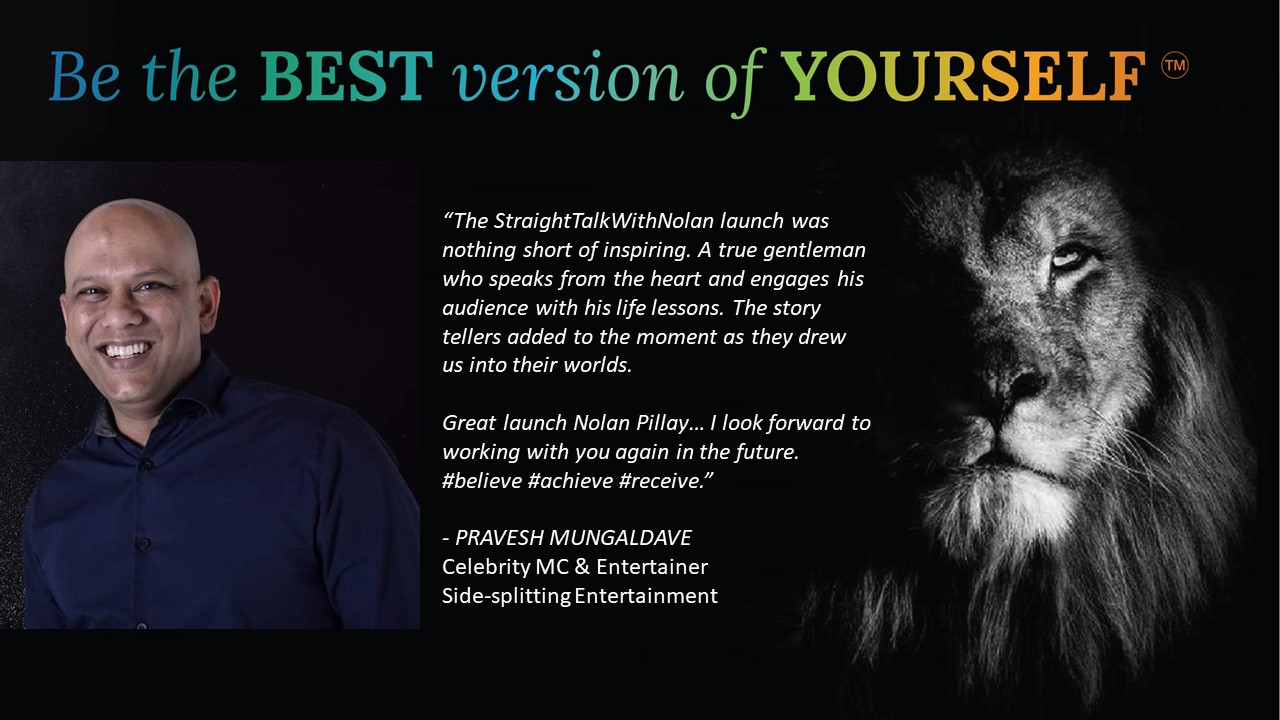 Be the BEST version of YOURSELF ™
“The StraightTalkWithNolan launch was
nothing short of inspiring. A true gentleman
who speaks from the heart and engages his
audience with his life lessons. The story
tellers added to the moment as they drew
us into their worlds.
Great launch Nolan Pillay... I look forward to
working with you again in the future.
#believe #achieve #receive.”
- PRAVESH MUNGALDAVE
Celebrity MC & Entertainer
Side-splitting Entertainment